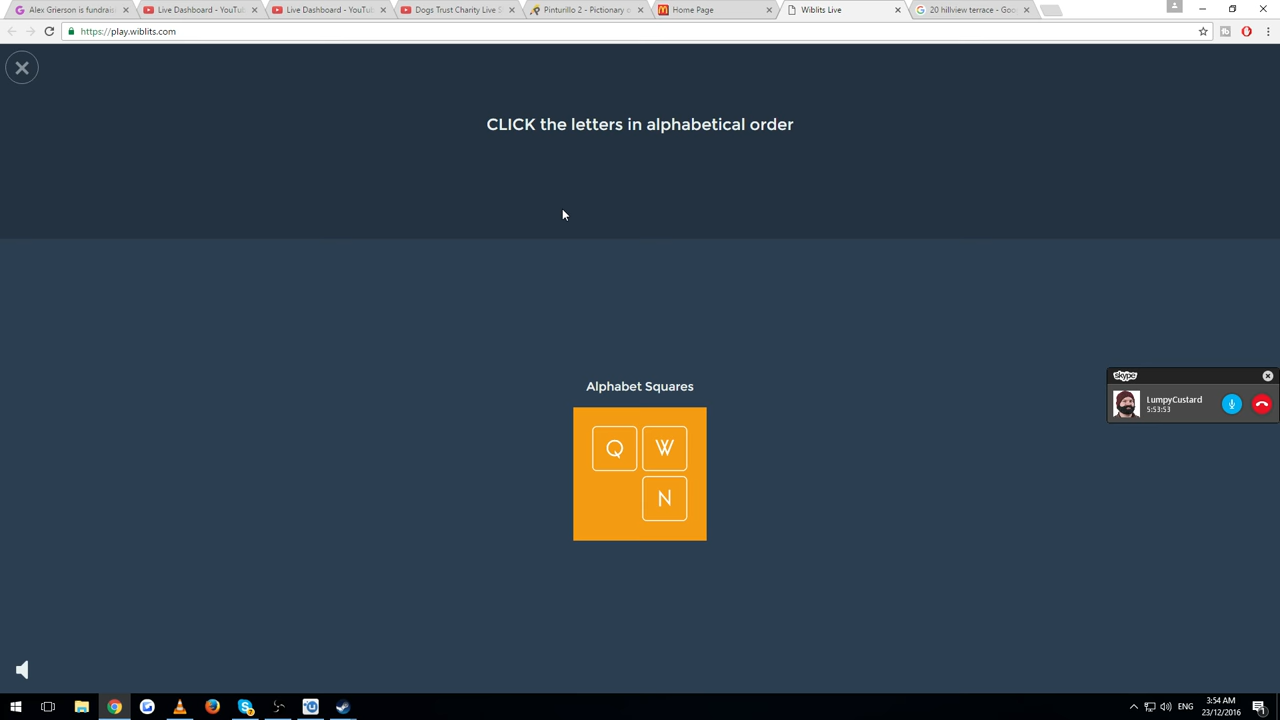 Alex Grierson is fundrais
Live Dashboard - YouTub
Live Dashboard - YouTub
Dogs Trust Charity Live S
Pinturillo 2 - Pictionary o
Home Page
Wiblits Live
20 hillview terrace - Goo
https://play.wiblits.com
CLICK the letters in alphabetical order
Alphabet Squares
Q W
N
skype
LumpyCustard
5:53:53
ENG
3:54 AM
23/12/2016